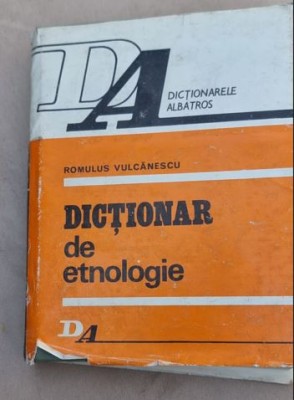 DA
DICȚIONARELE
ALBATROS
ROMULUS VULCĂNESCU
DICȚIONAR
de
etnologie
DA